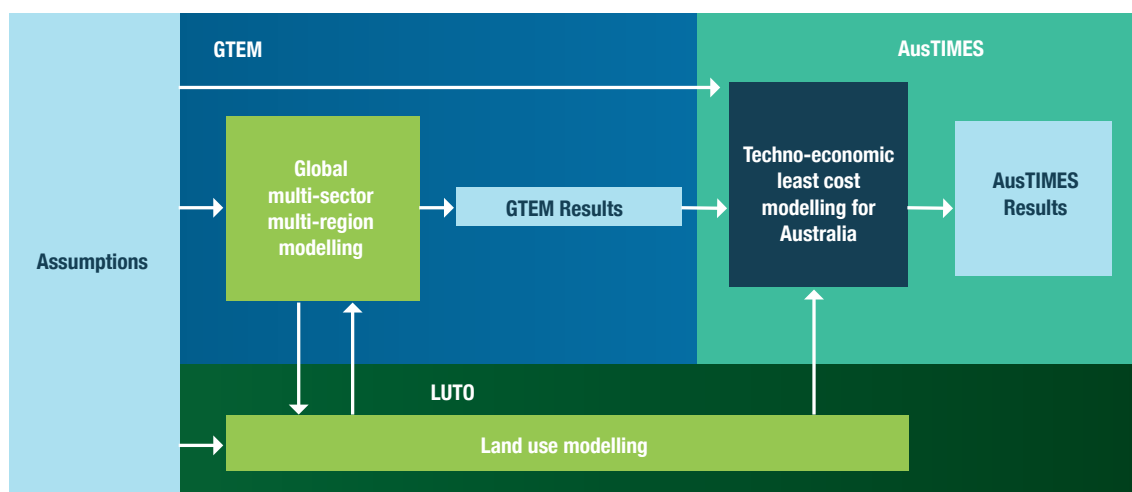 GTEM
AusTIMES
Assumptions
Global
multi-sector
multi-region
modelling
GTEM Results
Techno-economic
least cost
modelling for
Australia
AusTIMES
Results
LUTO
Land use modelling